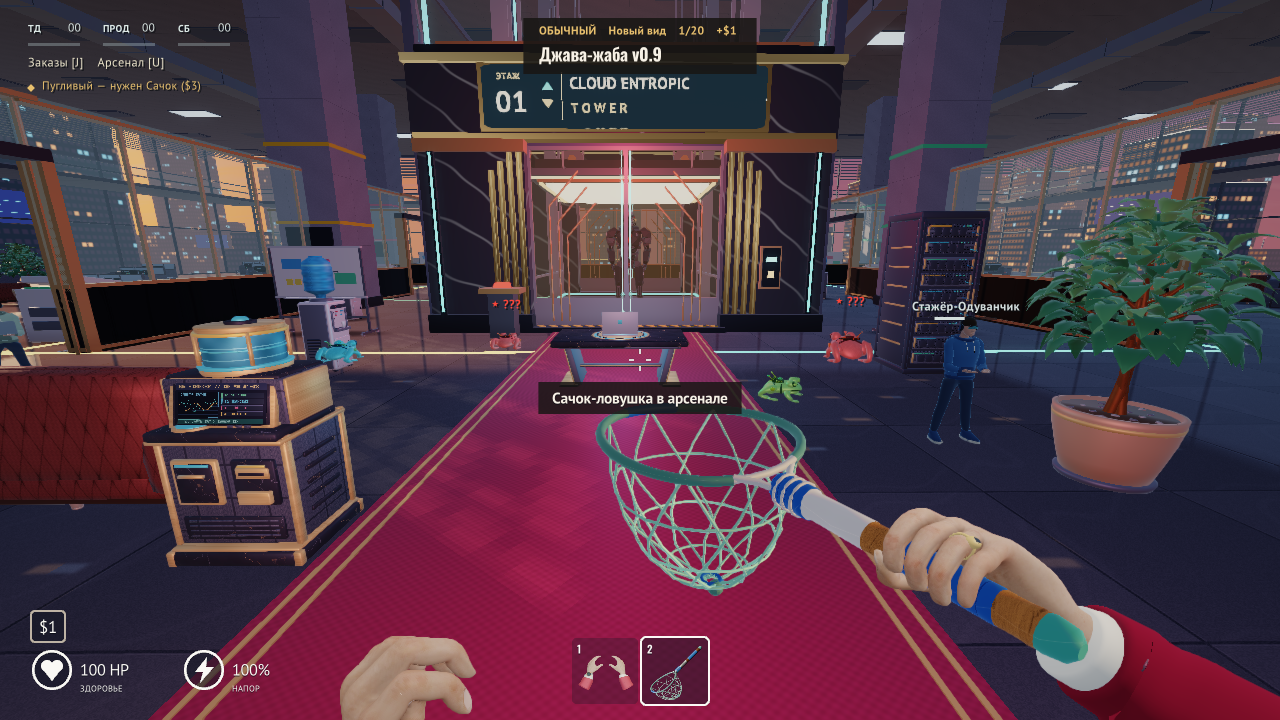 ТД 00 ПРОД 00 СБ 00
Заказы [J] Арсенал [U]
Пугливый — нужен Сачок ($3)
ОБЫЧНЫЙ Новый вид 1/20 +$1
Джава-жаба v0.9
ЭТАЖ
01
CLOUD ENTROPIC
TOWER
★ ???
★ ???
Стажёр-Одуванчик
Сачок-ловушка в арсенале
$1
100 HP
ЗДОРОВЬЕ
100%
НАПОР
1
2